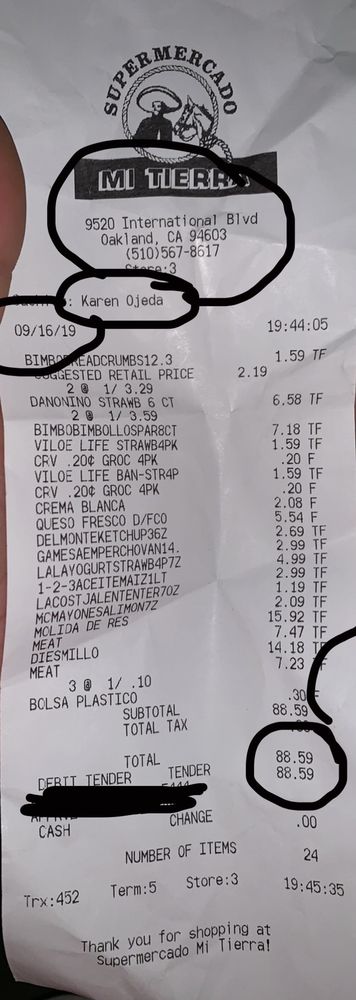 SUPERMERCADO
MI TIERRA
9520 International Blvd
Oakland, CA 94603
(510)567-8617
Store:3
: Karen Ojeda
09/16/19 19:44:05
BIMBOBREADCRUMBS12.3 1.59 TF
SUGGESTED RETAIL PRICE 2.19
2 @ 1/ 3.29
DANONINO STRAWB 6 CT 6.58 TF
2 @ 1/ 3.59
BIMBOBIMBOLLOSPAR8CT 7.18 TF
VILOE LIFE STRAWB4PK 1.59 TF
CRV .20¢ GROC 4PK .20 F
VILOE LIFE BAN-STR4P 1.59 TF
CRV .20¢ GROC 4PK .20 F
CREMA BLANCA 2.08 F
QUESO FRESCO D/FCO 5.54 F
DELMONTEKETCHUP36Z 2.69 TF
GAMESAEMPERCHOVAN14. 2.99 TF
LALAYOGURTSTRAWB4P7Z 4.99 TF
1-2-3ACEITEMAIZ1LT 2.99 TF
LACOSTJALENTENTER7OZ 1.19 TF
MCMAYONESALIMON7Z 2.09 TF
MOLIDA DE RES 15.92 TF
MEAT 7.47 TF
DIESMILLO 14.18 TF
MEAT 7.23 TF
3 @ 1/ .10
BOLSA PLASTICO .30
SUBTOTAL 88.59
TOTAL TAX
TOTAL 88.59
DEBIT TENDER TENDER 88.59
CASH CHANGE .00
NUMBER OF ITEMS 24
Trx:452 Term:5 Store:3 19:45:35
Thank you for shopping at
Supermercado Mi Tierra!